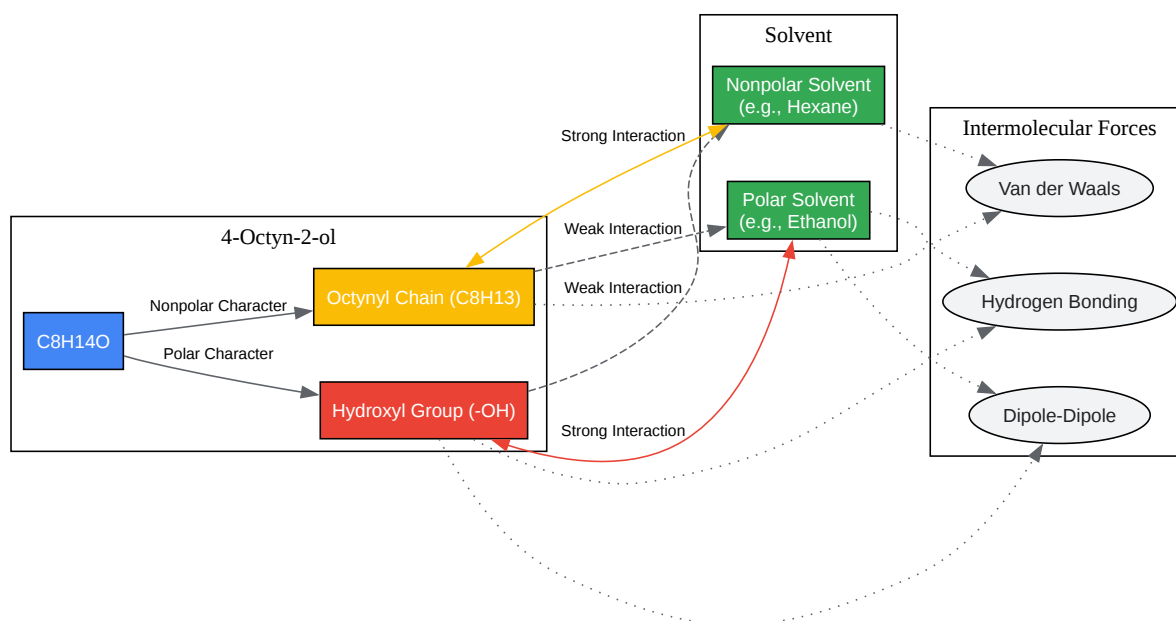 Solvent
Nonpolar Solvent
(e.g., Hexane)
Polar Solvent
(e.g., Ethanol)
Intermolecular Forces
Van der Waals
Hydrogen Bonding
Dipole-Dipole
Strong Interaction
Weak Interaction
Weak Interaction
Strong Interaction
4-Octyn-2-ol
C8H14O
Nonpolar Character
Polar Character
Octynyl Chain (C8H13)
Hydroxyl Group (-OH)